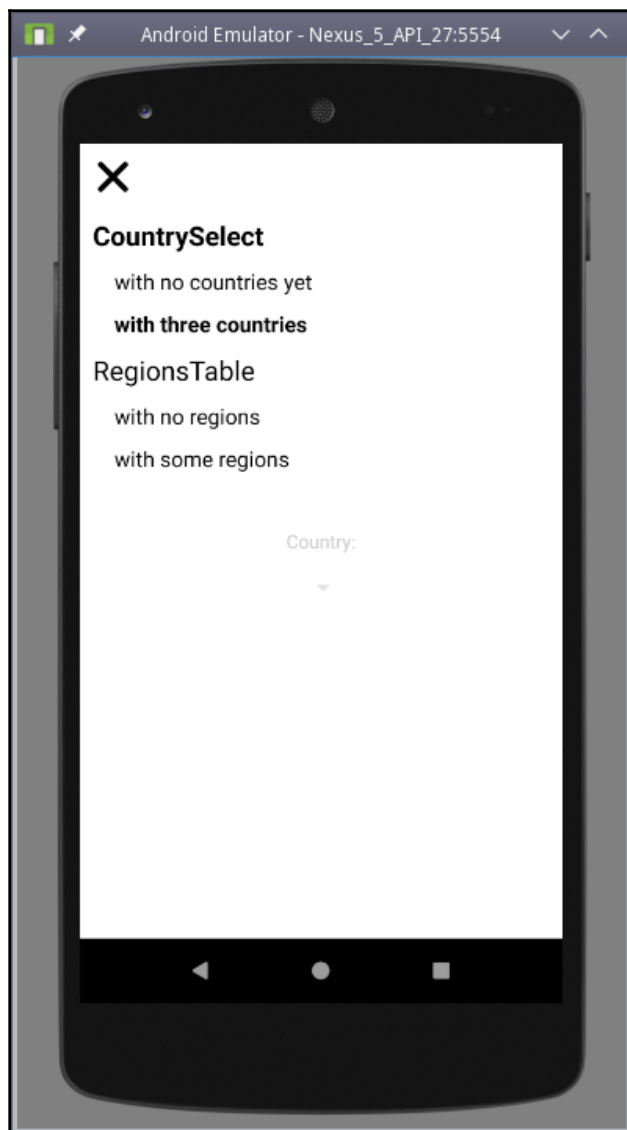 Android Emulator - Nexus_5_API_27:5554
CountrySelect
with no countries yet
with three countries
RegionsTable
with no regions
with some regions
Country: